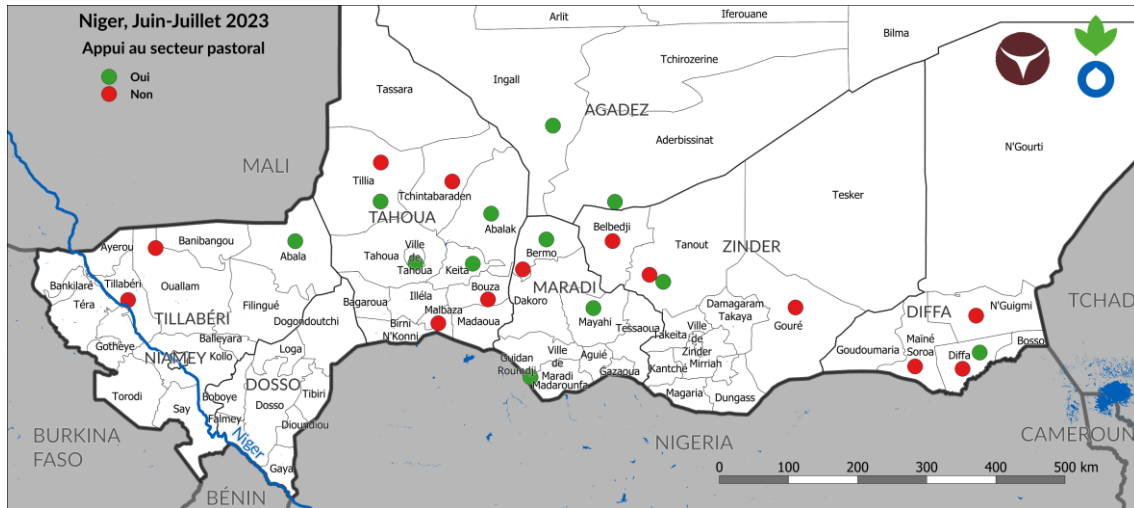 Niger, Juin-Juillet 2023
Appui au secteur pastoral
Oui
Non
Arlit
Iferouane
Bilma
Ingall
Tchirozerine
Tassara
AGADEZ
Aderbissinat
N'Gourti
MALI
Tillia
Tchintabaraden
Tesker
TAHOUA
Abalak
Belbedji
Tanout
ZINDER
Ayerou
Banibangou
Abala
Tahoua
Ville
de
Tahoua
Keita
Bermo
Bankilaré
Tillabéri
Ouallam
Bouza
Dakoro
MARADI
Téra
Filingué
Bagaroua
Illéla
Malbaza
Madaoua
Mayahi
Damagaram
Takaya
Gouré
N'Guigmi
TCHAD
TILLABÉRI
Dogondoutchi
Birni
N'Konni
Tessaoua
DIFFA
Gothèye
Balleyara
Takeita
Ville
de
Zinder
Mirriah
Goudoumaria
Maïné
Soroa
Diffa
Bosso
NIAMEY
Kollo
Loga
Guidan
Roumdji
Ville
de
Maradi
Madarounfa
Aguié
Gazaoua
Kantché
Torodi
Say
Boboye
DOSSO
Tibiri
Dosso
Magaria
Dungass
Falmey
Dioundiou
BURKINA
FASO
Niger
NIGERIA
CAMEROUN
Gaya
BÉNIN
0 100 200 300 400 500 km